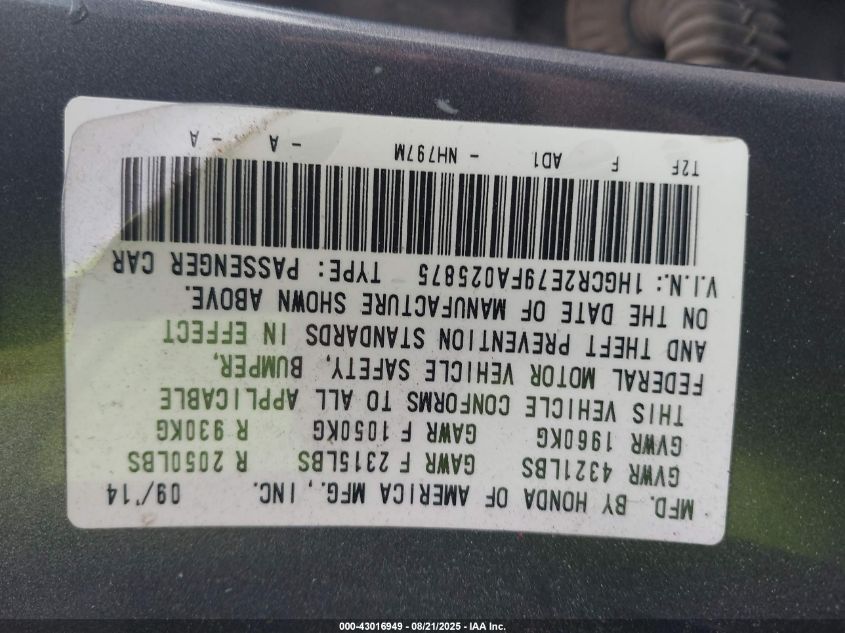 MFD. BY HONDA OF AMERICA MFG., INC. 09/14
GVWR 4321LBS GAWR F 2315LBS R 2050LBS
GVWR 1960KG GAWR F 1050KG R 930KG
THIS VEHICLE CONFORMS TO ALL APPLICABLE
FEDERAL MOTOR VEHICLE SAFETY, BUMPER,
AND THEFT PREVENTION STANDARDS IN EFFECT
ON THE DATE OF MANUFACTURE SHOWN ABOVE.
V.I.N.: 1HGCR2E79FA025875 TYPE: PASSENGER CAR
T2F F AD1 - NH797M - A - A
000-43016949 - 08/21/2025 - IAA Inc.